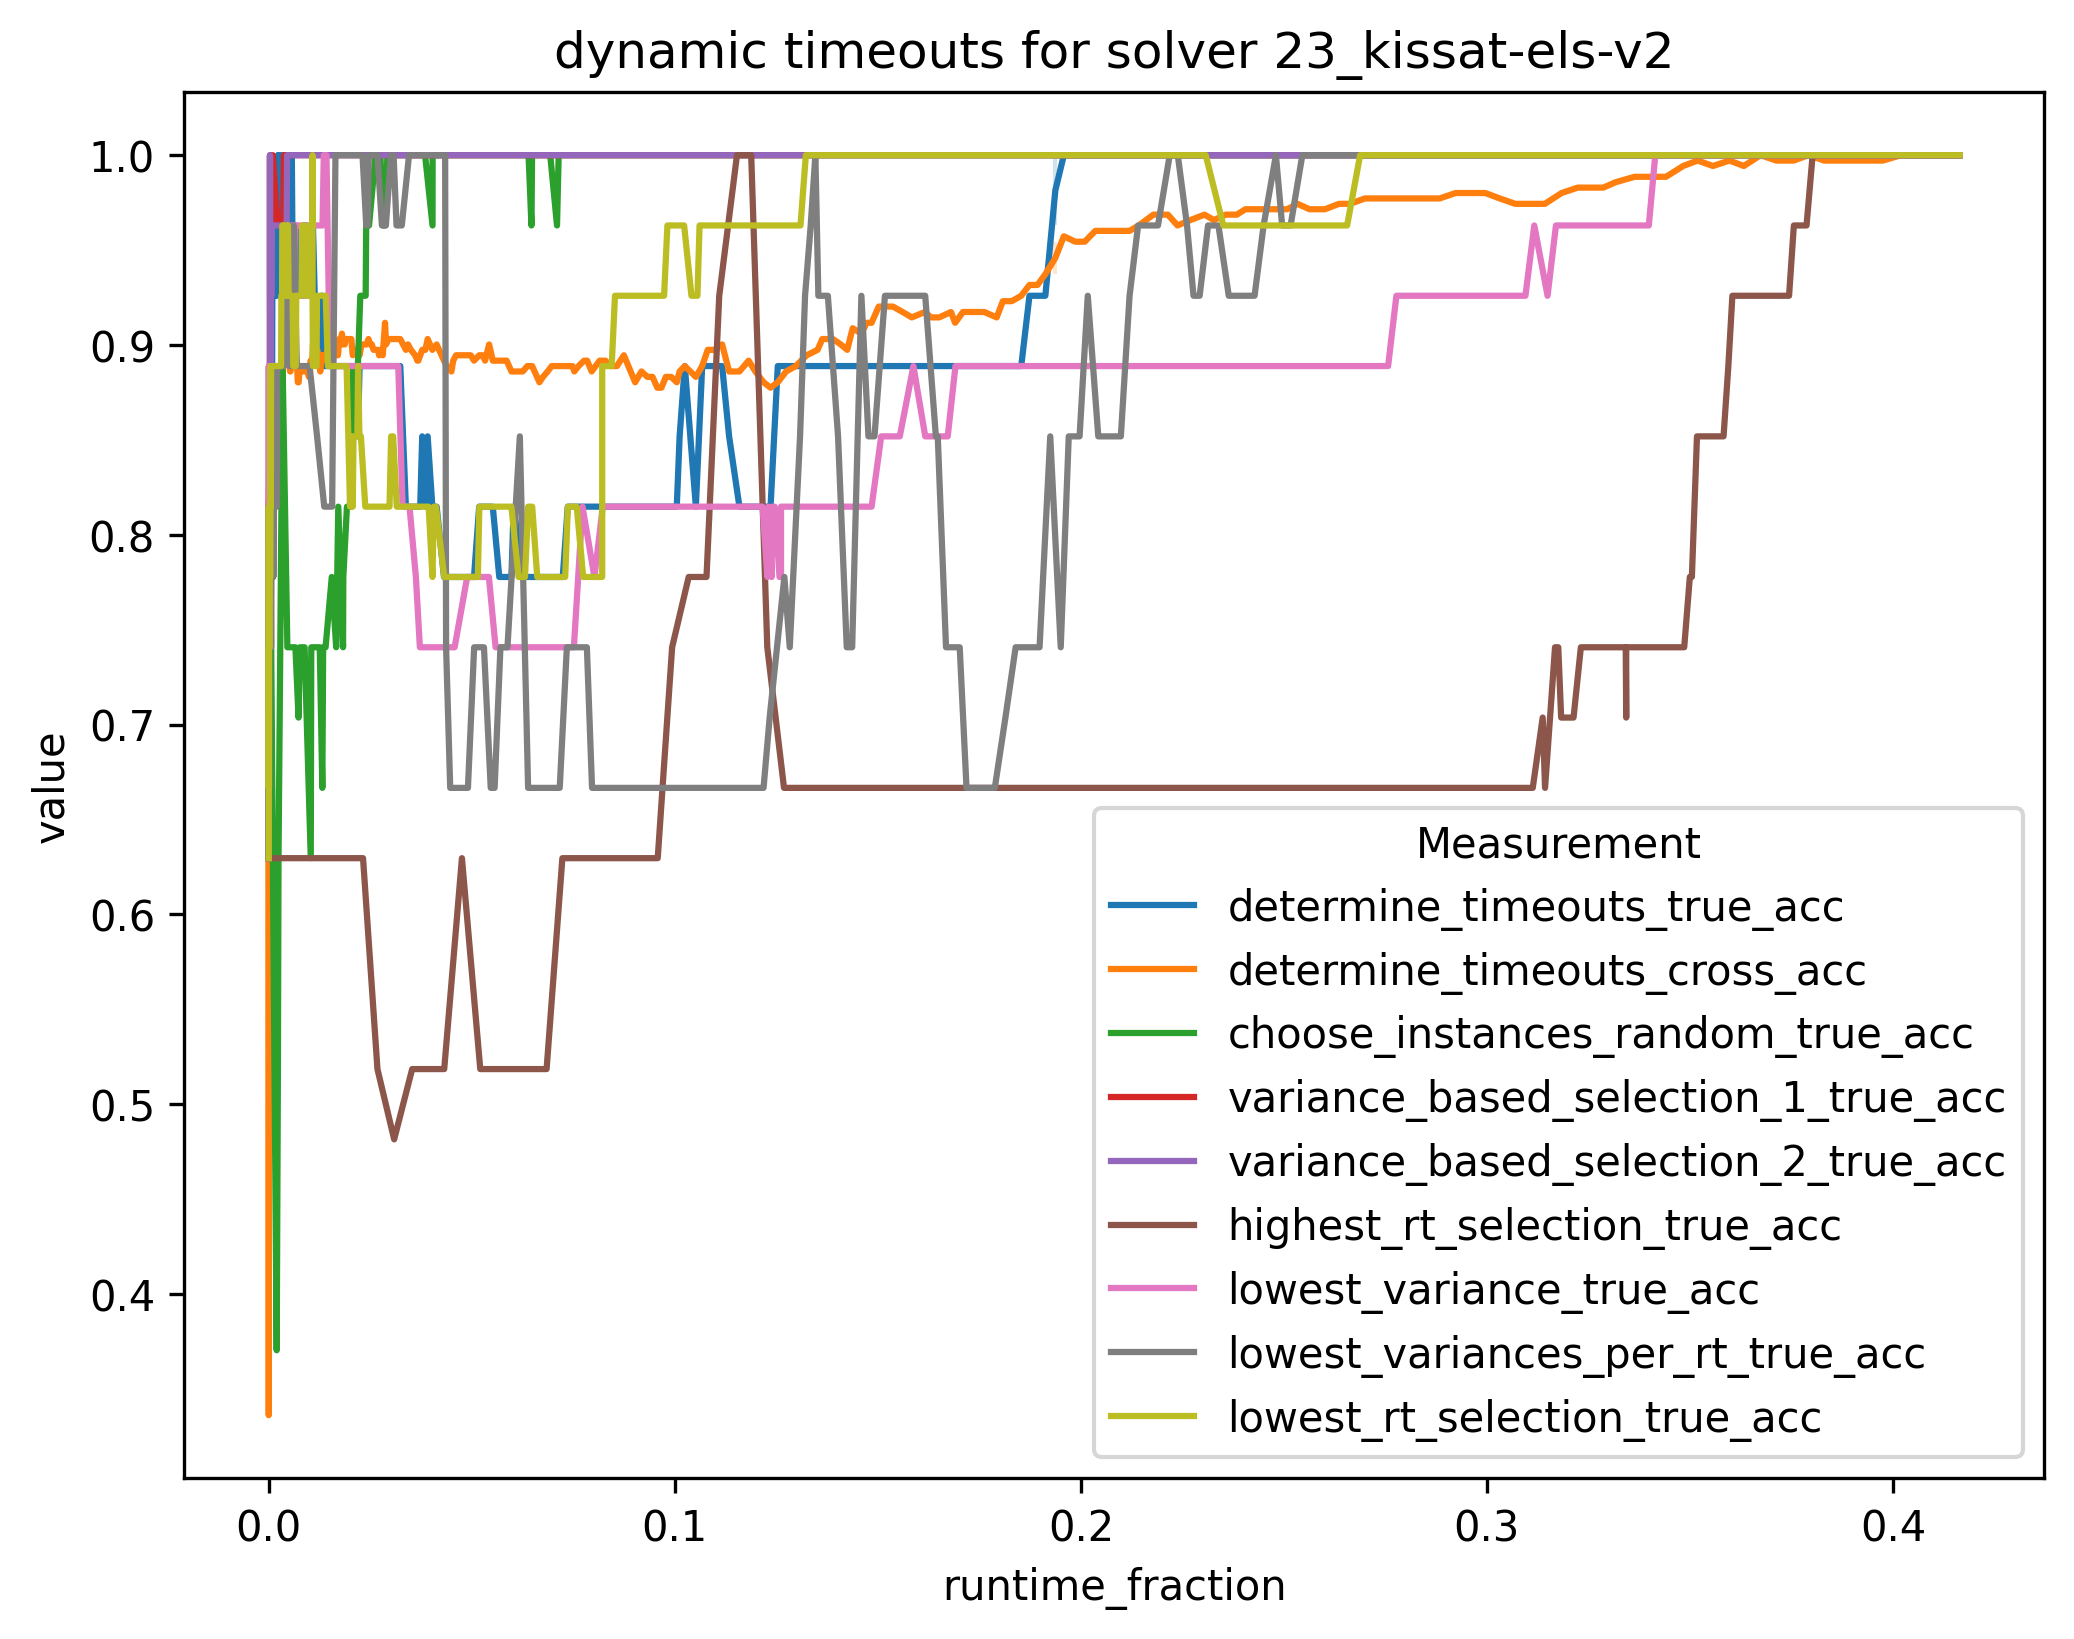 dynamic timeouts for solver 23_kissat-els-v2
1.0
0.9
0.8
0.7
0.6
0.5
0.4
value
Measurement
determine_timeouts_true_acc
determine_timeouts_cross_acc
choose_instances_random_true_acc
variance_based_selection_1_true_acc
variance_based_selection_2_true_acc
highest_rt_selection_true_acc
lowest_variance_true_acc
lowest_variances_per_rt_true_acc
lowest_rt_selection_true_acc
0.0 0.1 0.2 0.3 0.4
runtime_fraction